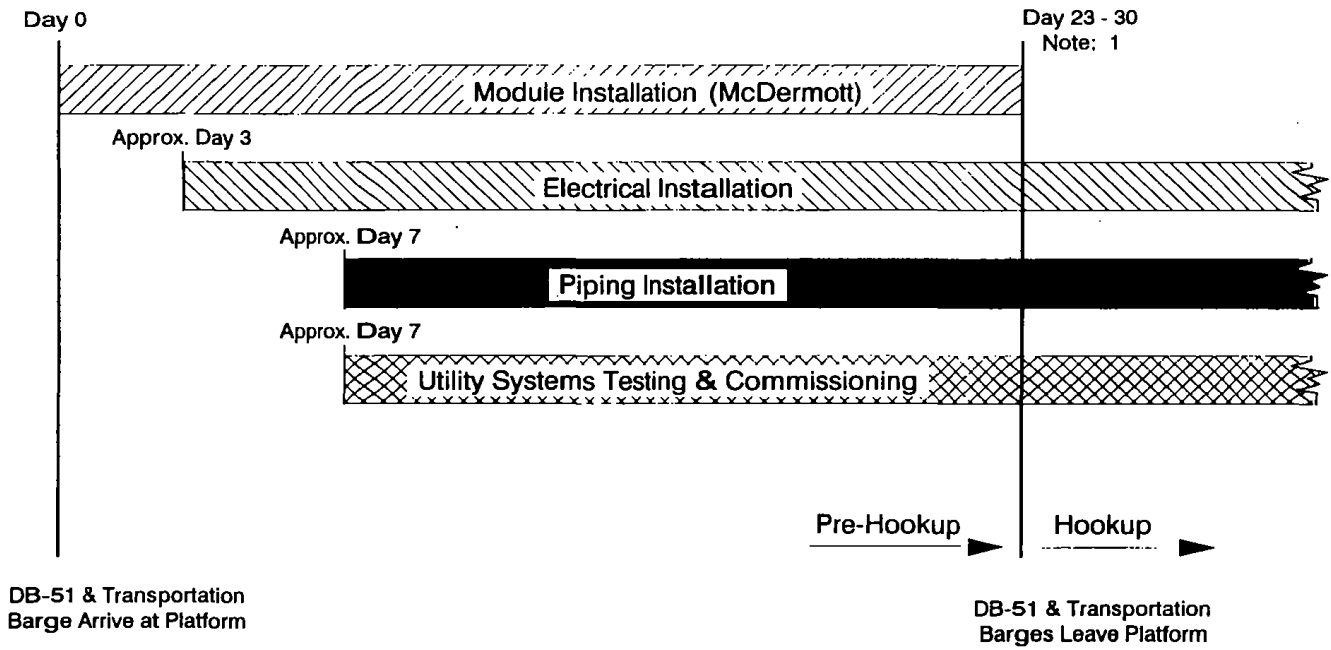 Day 0
Day 23 - 30
Note: 1
Module Installation (McDermott)
Approx. Day 3
Electrical Installation
Approx. Day 7
Piping Installation
Approx. Day 7
Utility Systems Testing & Commissioning
Pre-Hookup
Hookup
DB-51 & Transportation
Barge Arrive at Platform
DB-51 & Transportation
Barges Leave Platform